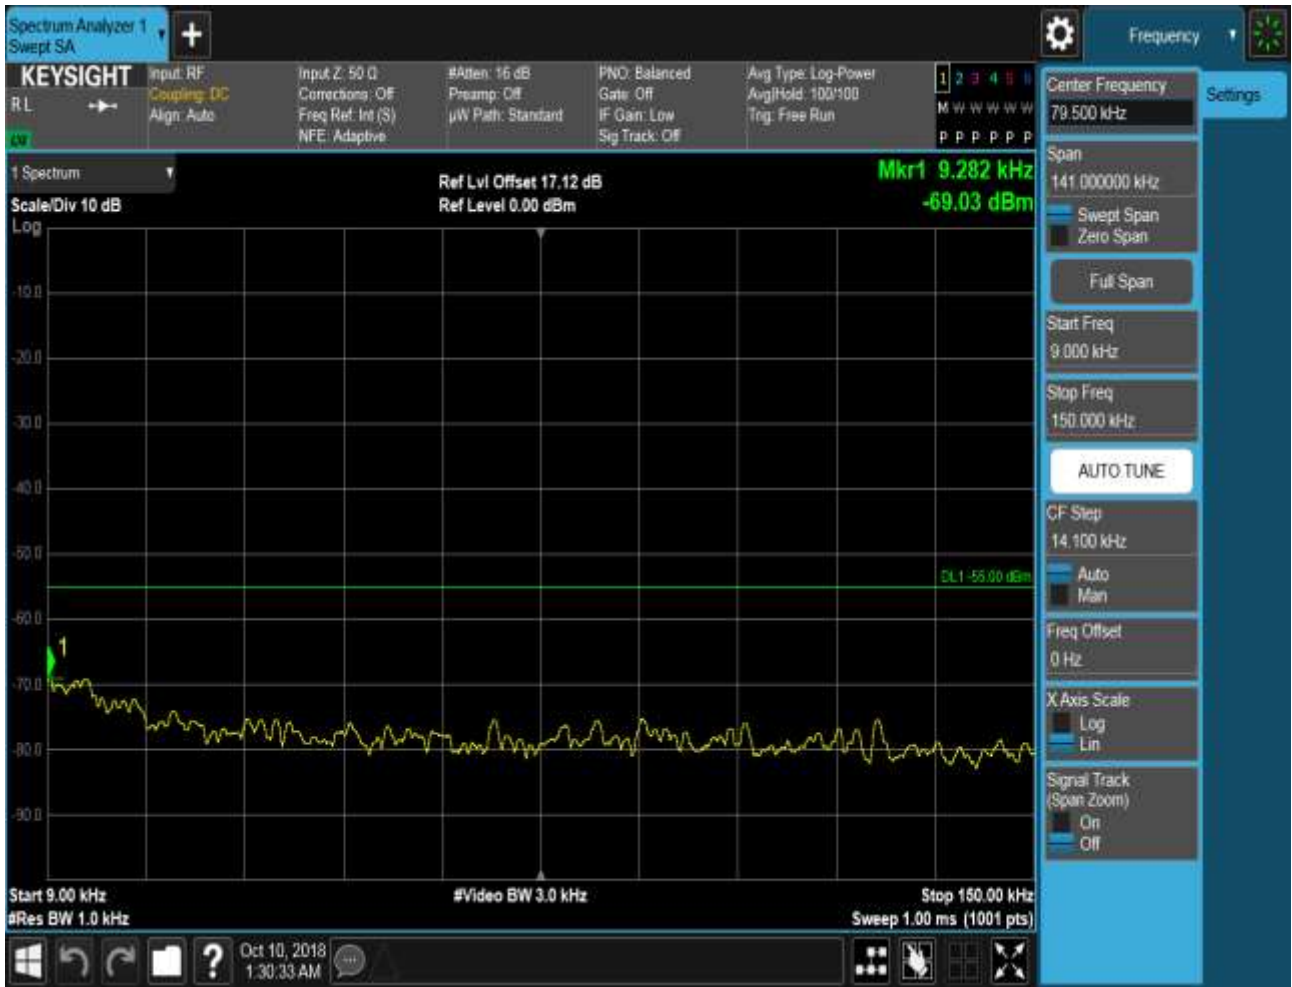 Spectrum Analyzer 1
Swept SA
+
Frequency
KEYSIGHT
RL
LXI
Input: RF
Coupling: DC
Align: Auto
Input Z: 50 Ω
Corrections: Off
Freq Ref: Int (S)
NFE: Adaptive
#Atten: 16 dB
Preamp: Off
µW Path: Standard
PNO: Balanced
Gate: Off
IF Gain: Low
Sig Track: Off
Avg Type: Log-Power
Avg|Hold: 100/100
Trig: Free Run
1 2 3 4 5 6
M W W W W W
P P P P P P
1 Spectrum
Scale/Div 10 dB
Log
Ref Lvl Offset 17.12 dB
Ref Level 0.00 dBm
Mkr1 9.282 kHz
-69.03 dBm
-10.0
-20.0
-30.0
-40.0
-50.0
DL1 -55.00 dBm
-60.0
1
-70.0
-80.0
-90.0
Start 9.00 kHz
#Res BW 1.0 kHz
#Video BW 3.0 kHz
Stop 150.00 kHz
Sweep 1.00 ms (1001 pts)
Center Frequency
79.500 kHz
Settings
Span
141.000000 kHz
Swept Span
Zero Span
Full Span
Start Freq
9.000 kHz
Stop Freq
150.000 kHz
AUTO TUNE
CF Step
14.100 kHz
Auto
Man
Freq Offset
0 Hz
X Axis Scale
Log
Lin
Signal Track
(Span Zoom)
On
Off
?
Oct 10, 2018
1:30:33 AM